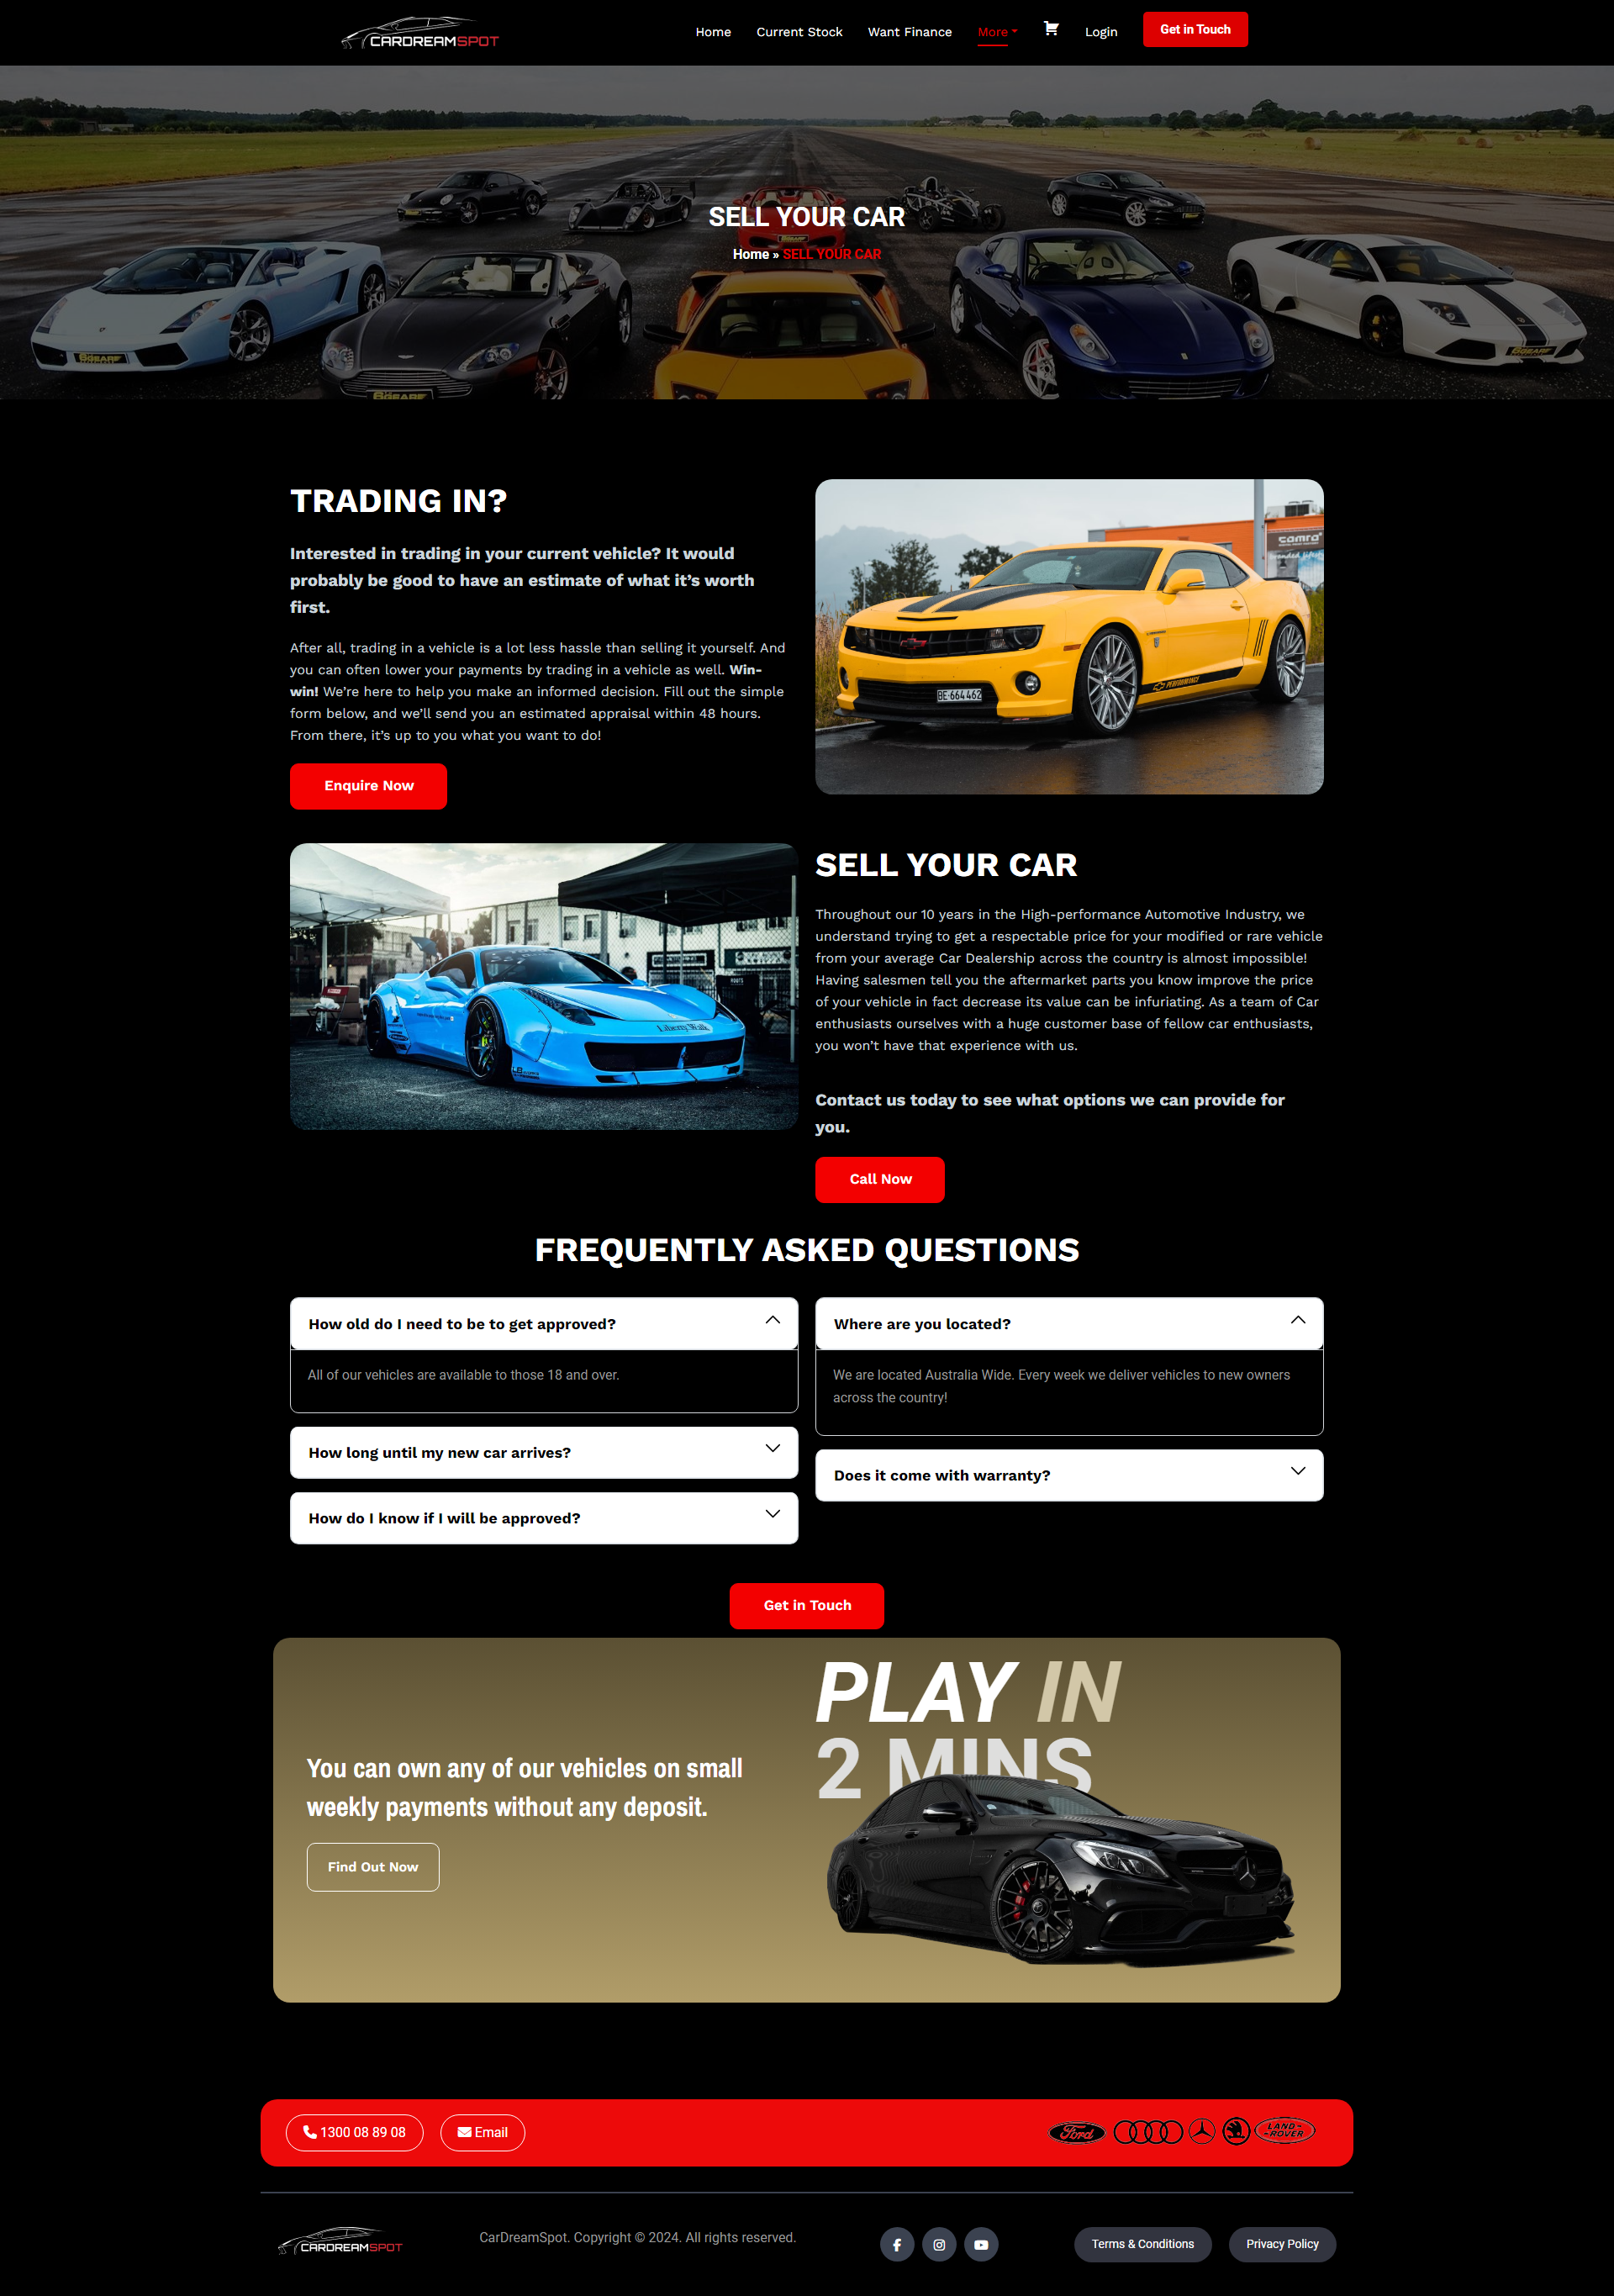 CARDREAMSPOT
Home
Current Stock
Want Finance
More
Login
Get in Touch
SELL YOUR CAR
Home » SELL YOUR CAR
TRADING IN?
Interested in trading in your current vehicle? It would
probably be good to have an estimate of what it’s worth
first.
After all, trading in a vehicle is a lot less hassle than selling it yourself. And
you can often lower your payments by trading in a vehicle as well. Win-
win! We’re here to help you make an informed decision. Fill out the simple
form below, and we’ll send you an estimated appraisal within 48 hours.
From there, it’s up to you what you want to do!
Enquire Now
camra
BE·664 462
PERFORMANCE
Liberty Walk
SELL YOUR CAR
Throughout our 10 years in the High-performance Automotive Industry, we
understand trying to get a respectable price for your modified or rare vehicle
from your average Car Dealership across the country is almost impossible!
Having salesmen tell you the aftermarket parts you know improve the price
of your vehicle in fact decrease its value can be infuriating. As a team of Car
enthusiasts ourselves with a huge customer base of fellow car enthusiasts,
you won’t have that experience with us.
Contact us today to see what options we can provide for
you.
Call Now
FREQUENTLY ASKED QUESTIONS
How old do I need to be to get approved?
All of our vehicles are available to those 18 and over.
How long until my new car arrives?
How do I know if I will be approved?
Where are you located?
We are located Australia Wide. Every week we deliver vehicles to new owners
across the country!
Does it come with warranty?
Get in Touch
You can own any of our vehicles on small
weekly payments without any deposit.
Find Out Now
PLAY IN
2 MINS
1300 08 89 08
Email
Ford
LAND-
-ROVER
CARDREAMSPOT
CarDreamSpot. Copyright © 2024. All rights reserved.
Terms & Conditions
Privacy Policy